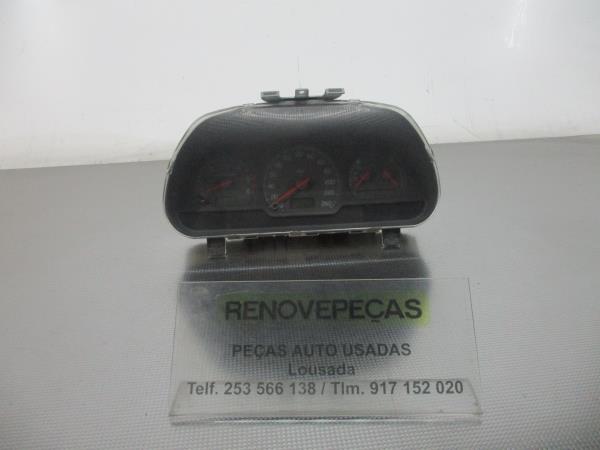 RENOVEPEÇAS
PEÇAS AUTO USADAS
Lousada
Telf. 253 566 138 / Tlm. 917 152 020